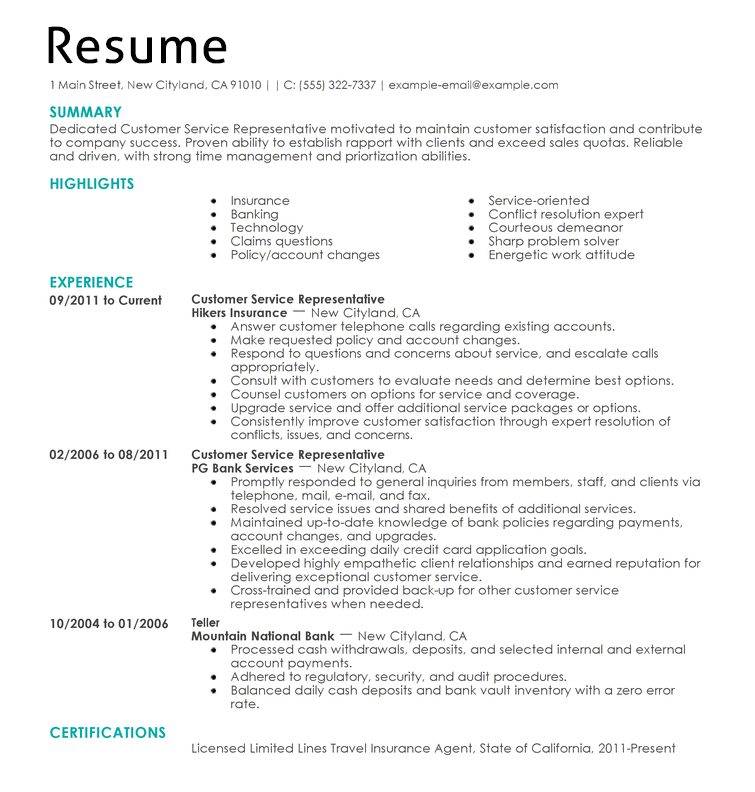 Resume
1 Main Street, New Cityland, CA 91010 | | C: (555) 322-7337 | example-email@example.com
SUMMARY
Dedicated Customer Service Representative motivated to maintain customer satisfaction and contribute
to company success. Proven ability to establish rapport with clients and exceed sales quotas. Reliable
and driven, with strong time management and priortization abilities.
HIGHLIGHTS
• Insurance
• Banking
• Technology
• Claims questions
• Policy/account changes
• Service-oriented
• Conflict resolution expert
• Courteous demeanor
• Sharp problem solver
• Energetic work attitude
EXPERIENCE
09/2011 to Current Customer Service Representative
Hikers Insurance — New Cityland, CA
• Answer customer telephone calls regarding existing accounts.
• Make requested policy and account changes.
• Respond to questions and concerns about service, and escalate calls
appropriately.
• Consult with customers to evaluate needs and determine best options.
• Counsel customers on options for service and coverage.
• Upgrade service and offer additional service packages or options.
• Consistently improve customer satisfaction through expert resolution of
conflicts, issues, and concerns.
02/2006 to 08/2011 Customer Service Representative
PG Bank Services — New Cityland, CA
• Promptly responded to general inquiries from members, staff, and clients via
telephone, mail, e-mail, and fax.
• Resolved service issues and shared benefits of additional services.
• Maintained up-to-date knowledge of bank policies regarding payments,
account changes, and upgrades.
• Excelled in exceeding daily credit card application goals.
• Developed highly empathetic client relationships and earned reputation for
delivering exceptional customer service.
• Cross-trained and provided back-up for other customer service
representatives when needed.
10/2004 to 01/2006 Teller
Mountain National Bank — New Cityland, CA
• Processed cash withdrawals, deposits, and selected internal and external
account payments.
• Adhered to regulatory, security, and audit procedures.
• Balanced daily cash deposits and bank vault inventory with a zero error
rate.
CERTIFICATIONS
Licensed Limited Lines Travel Insurance Agent, State of California, 2011-Present